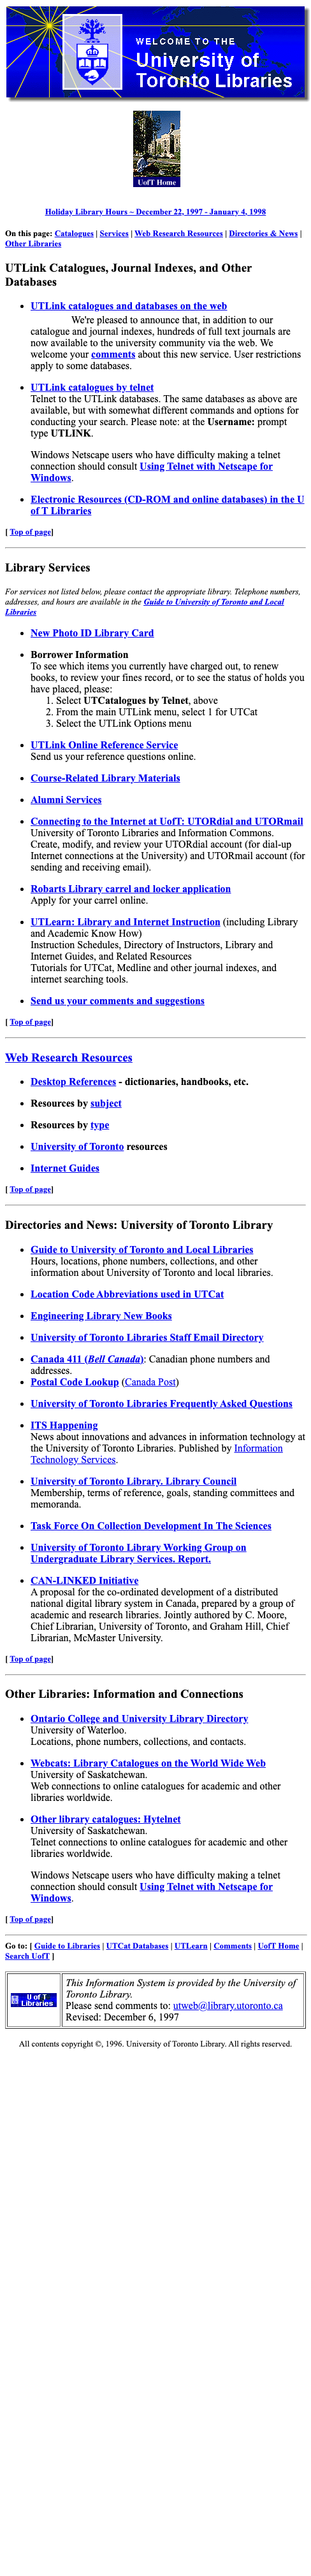 WELCOME TO THE
University of
Toronto Libraries
UofT Home
Holiday Library Hours ~ December 22, 1997 - January 4, 1998
On this page: Catalogues | Services | Web Research Resources | Directories & News |
Other Libraries
UTLink Catalogues, Journal Indexes, and Other
Databases
• UTLink catalogues and databases on the web
We're pleased to announce that, in addition to our
catalogue and journal indexes, hundreds of full text journals are
now available to the university community via the web. We
welcome your comments about this new service. User restrictions
apply to some databases.
• UTLink catalogues by telnet
Telnet to the UTLink databases. The same databases as above are
available, but with somewhat different commands and options for
conducting your search. Please note: at the Username: prompt
type UTLINK.
Windows Netscape users who have difficulty making a telnet
connection should consult Using Telnet with Netscape for
Windows.
• Electronic Resources (CD-ROM and online databases) in the U
of T Libraries
[ Top of page]
Library Services
For services not listed below, please contact the appropriate library. Telephone numbers,
addresses, and hours are available in the Guide to University of Toronto and Local
Libraries
• New Photo ID Library Card
• Borrower Information
To see which items you currently have charged out, to renew
books, to review your fines record, or to see the status of holds you
have placed, please:
1. Select UTCatalogues by Telnet, above
2. From the main UTLink menu, select 1 for UTCat
3. Select the UTLink Options menu
• UTLink Online Reference Service
Send us your reference questions online.
• Course-Related Library Materials
• Alumni Services
• Connecting to the Internet at UofT: UTORdial and UTORmail
University of Toronto Libraries and Information Commons.
Create, modify, and review your UTORdial account (for dial-up
Internet connections at the University) and UTORmail account (for
sending and receiving email).
• Robarts Library carrel and locker application
Apply for your carrel online.
• UTLearn: Library and Internet Instruction (including Library
and Academic Know How)
Instruction Schedules, Directory of Instructors, Library and
Internet Guides, and Related Resources
Tutorials for UTCat, Medline and other journal indexes, and
internet searching tools.
• Send us your comments and suggestions
[ Top of page]
Web Research Resources
• Desktop References - dictionaries, handbooks, etc.
• Resources by subject
• Resources by type
• University of Toronto resources
• Internet Guides
[ Top of page]
Directories and News: University of Toronto Library
• Guide to University of Toronto and Local Libraries
Hours, locations, phone numbers, collections, and other
information about University of Toronto and local libraries.
• Location Code Abbreviations used in UTCat
• Engineering Library New Books
• University of Toronto Libraries Staff Email Directory
• Canada 411 (Bell Canada): Canadian phone numbers and
addresses.
• Postal Code Lookup (Canada Post)
• University of Toronto Libraries Frequently Asked Questions
• ITS Happening
News about innovations and advances in information technology at
the University of Toronto Libraries. Published by Information
Technology Services.
• University of Toronto Library. Library Council
Membership, terms of reference, goals, standing committees and
memoranda.
• Task Force On Collection Development In The Sciences
• University of Toronto Library Working Group on
Undergraduate Library Services. Report.
• CAN-LINKED Initiative
A proposal for the co-ordinated development of a distributed
national digital library system in Canada, prepared by a group of
academic and research libraries. Jointly authored by C. Moore,
Chief Librarian, University of Toronto, and Graham Hill, Chief
Librarian, McMaster University.
[ Top of page]
Other Libraries: Information and Connections
• Ontario College and University Library Directory
University of Waterloo.
Locations, phone numbers, collections, and contacts.
• Webcats: Library Catalogues on the World Wide Web
University of Saskatchewan.
Web connections to online catalogues for academic and other
libraries worldwide.
• Other library catalogues: Hytelnet
University of Saskatchewan.
Telnet connections to online catalogues for academic and other
libraries worldwide.
Windows Netscape users who have difficulty making a telnet
connection should consult Using Telnet with Netscape for
Windows.
[ Top of page]
Go to: [ Guide to Libraries | UTCat Databases | UTLearn | Comments | UofT Home |
Search UofT ]
U of T
Libraries
This Information System is provided by the University of
Toronto Library.
Please send comments to: utweb@library.utoronto.ca
Revised: December 6, 1997
All contents copyright ©, 1996. University of Toronto Library. All rights reserved.